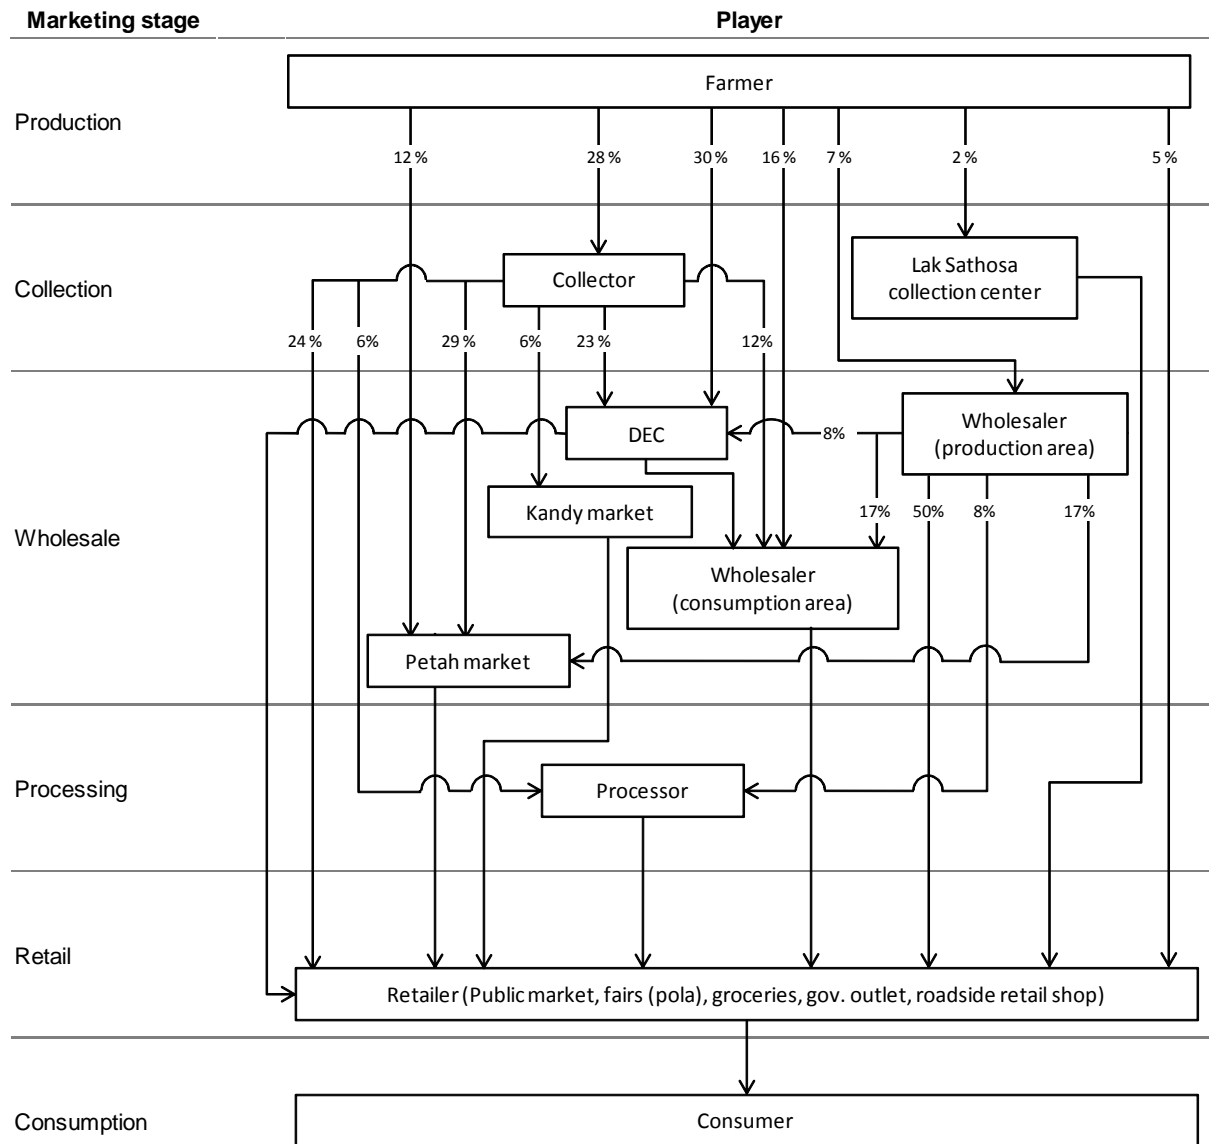 Marketing stage
Player
Farmer
Production
12 %
28 %
30 %
16 %
7 %
2 %
5 %
Lak Sathosa
collection center
Collector
Collection
24 %
6%
29 %
6%
23 %
12%
Wholesaler
(production area)
DEC
8%
Kandy market
17%
50%
8%
17%
Wholesale
Wholesaler
(consumption area)
Petah market
Processing
Processor
Retail
Retailer (Public market, fairs (pola), groceries, gov. outlet, roadside retail shop)
Consumption
Consumer